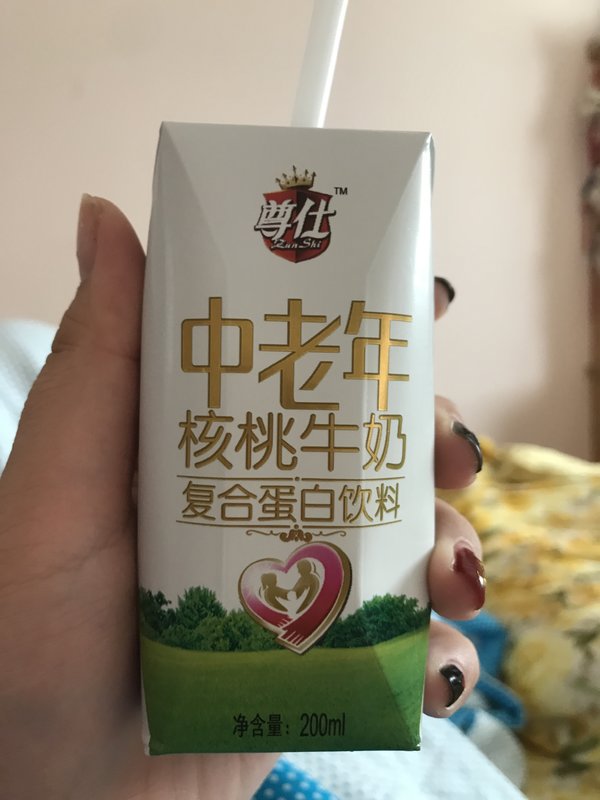 尊仕 TM
ZunShi
中老年
核桃牛奶
复合蛋白饮料
净含量：200ml